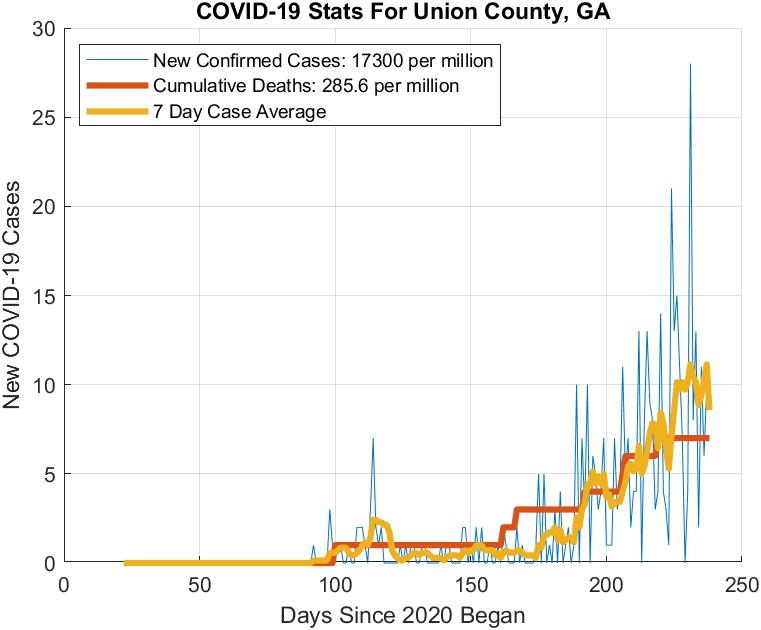 COVID-19 Stats For Union County, GA
New Confirmed Cases: 17300 per million
Cumulative Deaths: 285.6 per million
7 Day Case Average
New COVID-19 Cases
30
25
20
15
10
5
0
0 50 100 150 200 250
Days Since 2020 Began